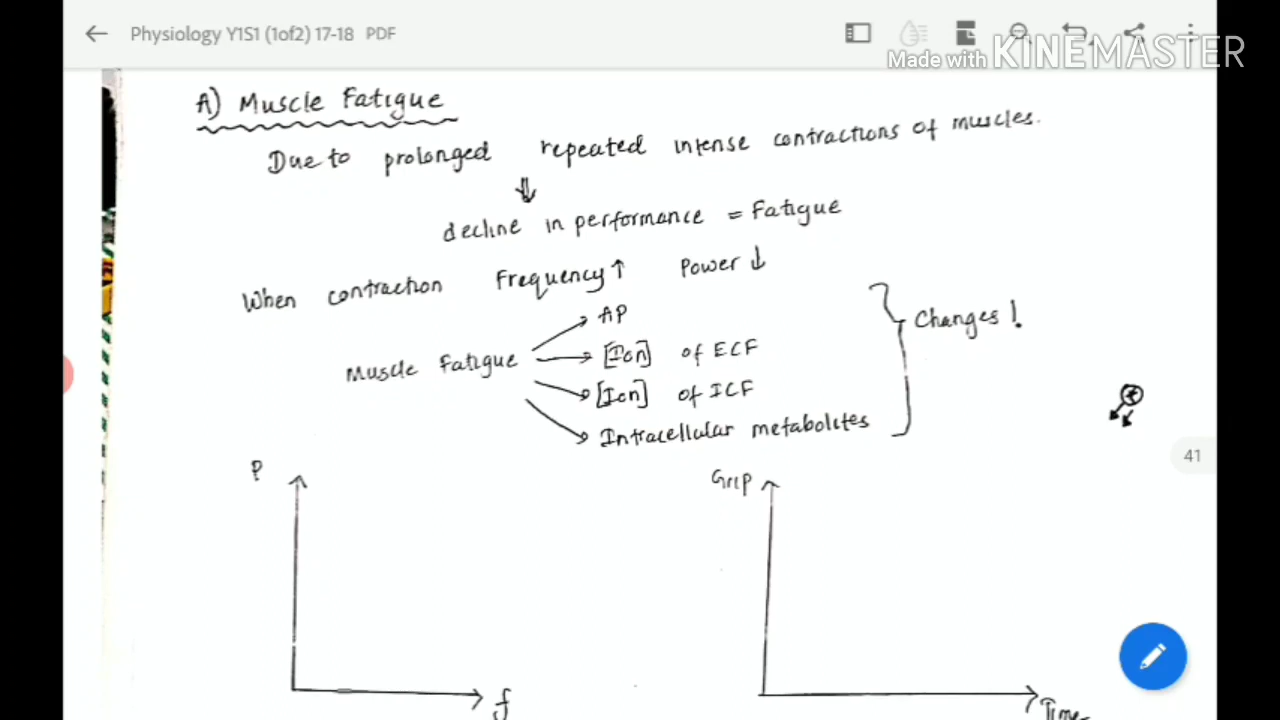 Physiology Y1S1 (1of2) 17-18 PDF
Made with KINEMASTER
A) Muscle Fatigue
Due to prolonged repeated intense contractions of muscles.
⇓
decline in performance = Fatigue
When contraction Frequency ↑ Power ↓
AP
Muscle Fatigue [Ion] of ECF
[Ion] of ICF
Intracellular metabolites
Changes !
41
P
Grip
f
Time